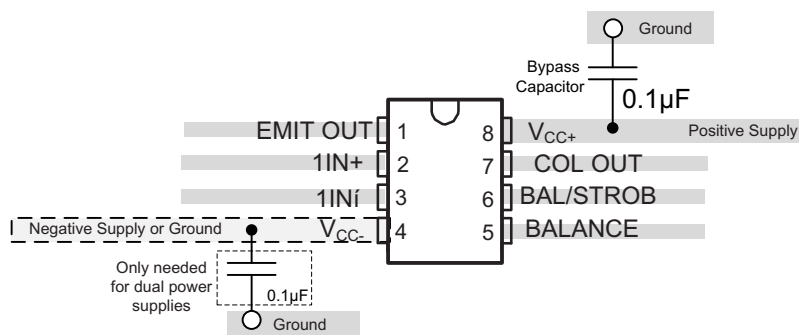 Ground
Bypass
Capacitor
0.1µF
EMIT OUT 1 8 VCC+ Positive Supply
1IN+ 2 7 COL OUT
1INí 3 6 BAL/STROB
Negative Supply or Ground VCC- 4 5 BALANCE
Only needed
for dual power
supplies
0.1µF
Ground